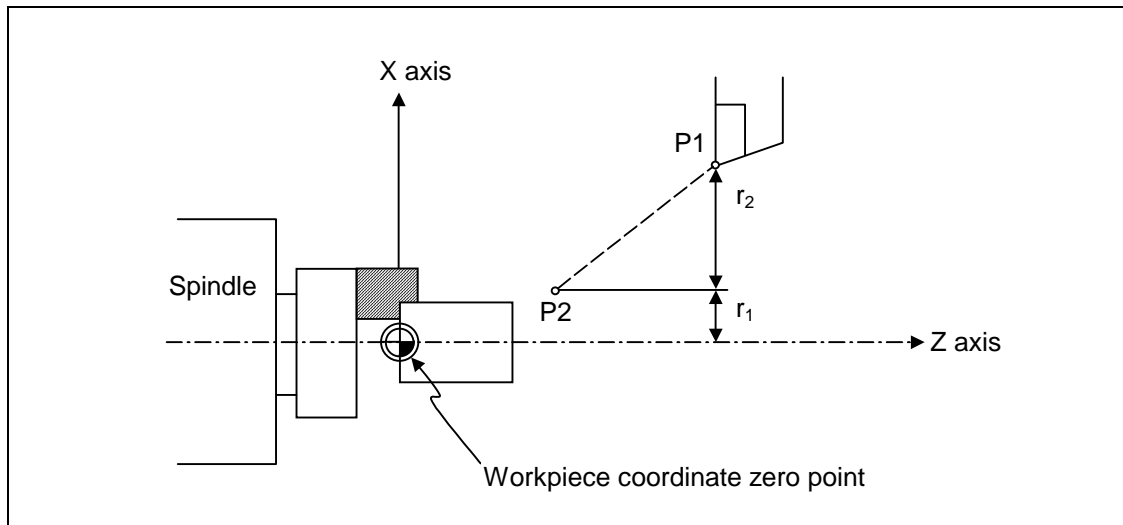 X axis
P1
r₂
Spindle
P2
r₁
Z axis
Workpiece coordinate zero point